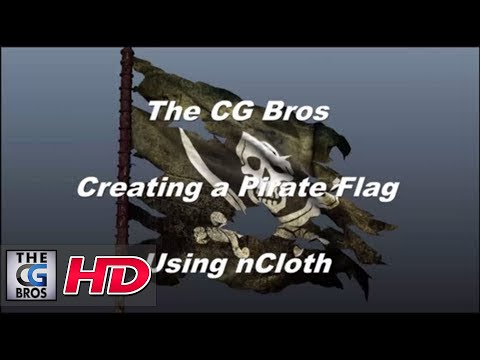 The CG Bros
Creating a Pirate Flag
Using nCloth
THE
CG
BROS
HD